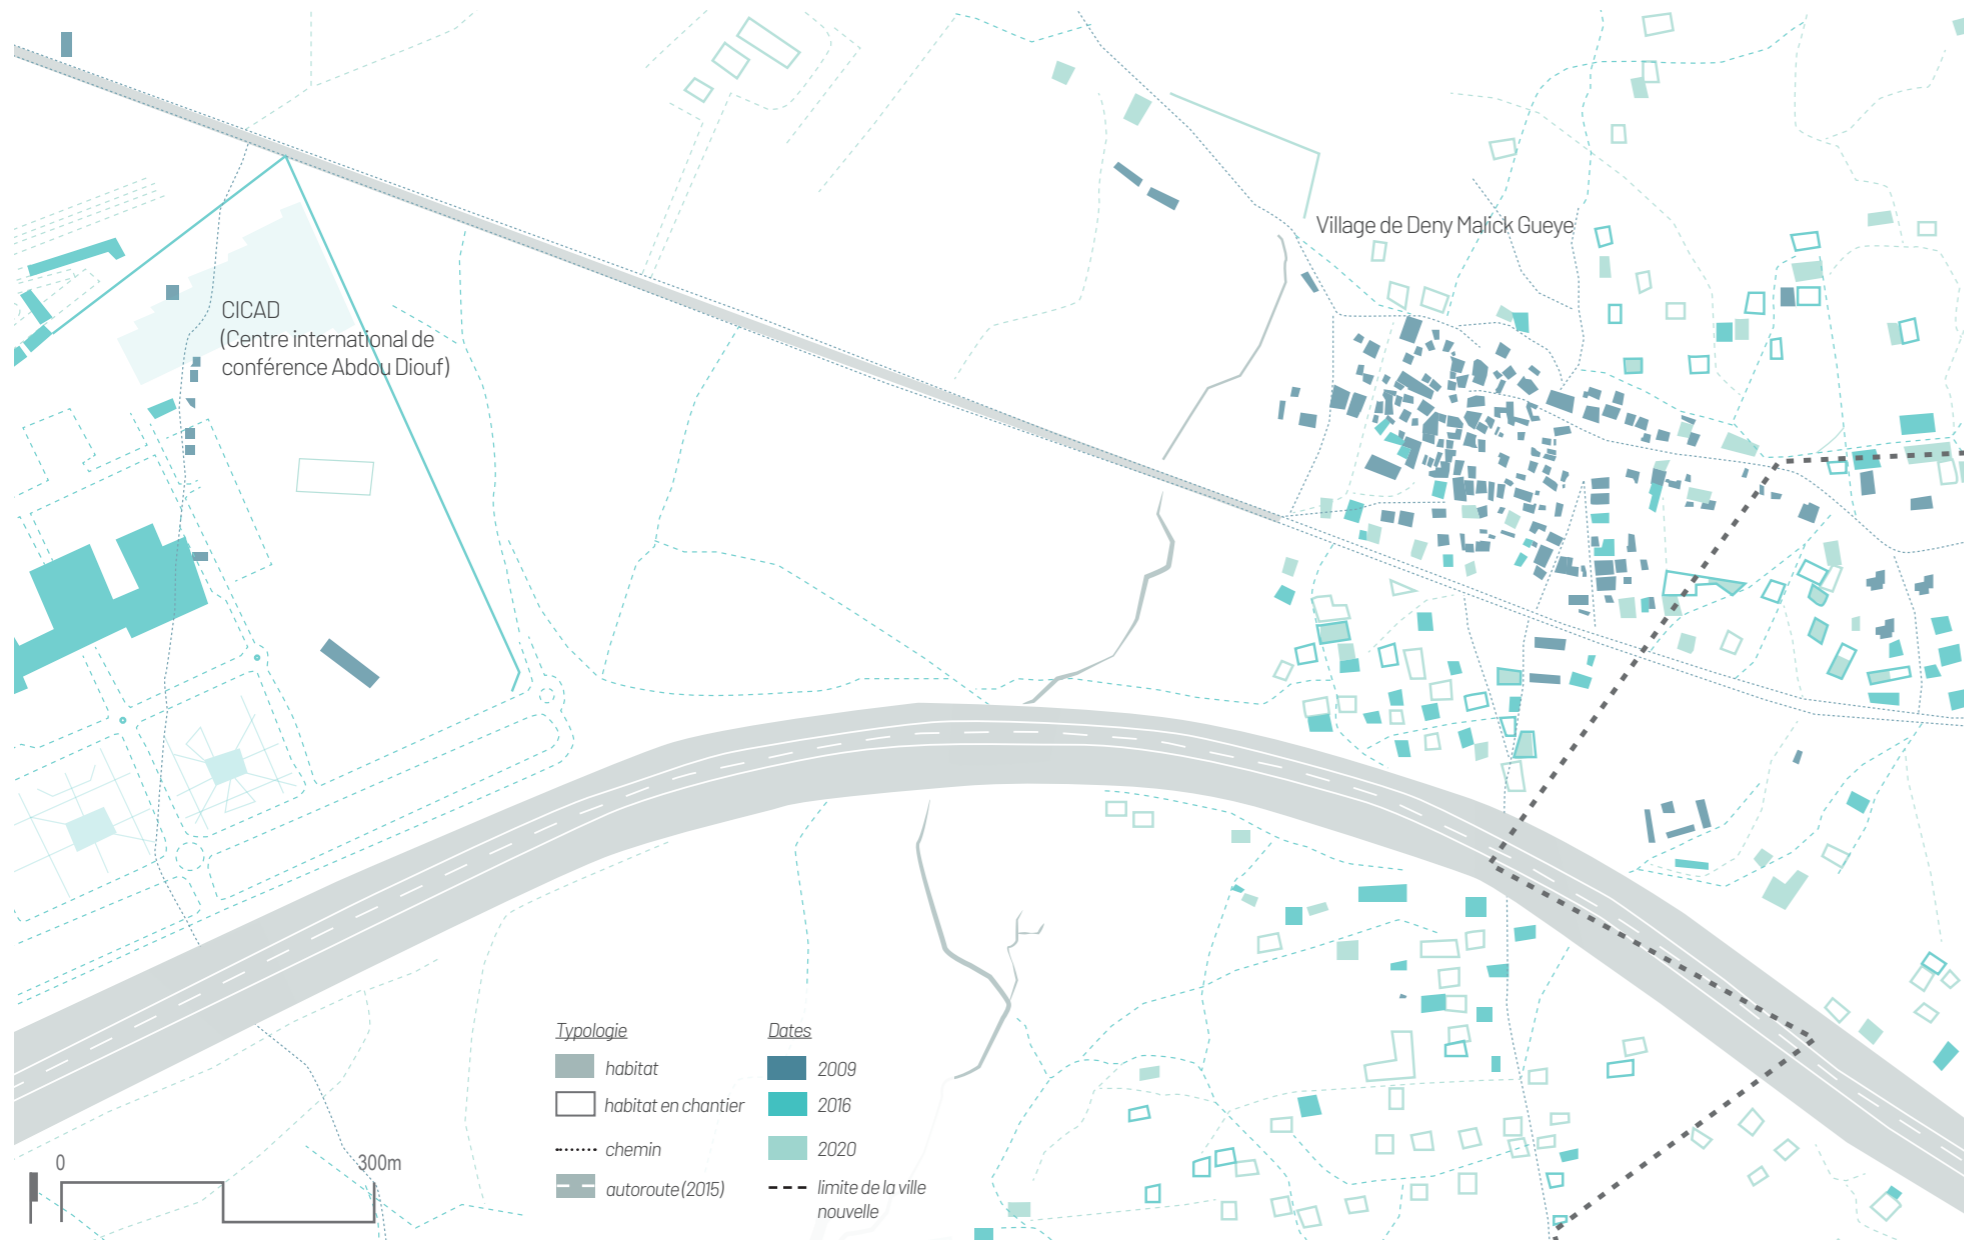 Village de Deny Malick Gueye
CICAD
(Centre international de
conférence Abdou Diouf)
Typologie
habitat
habitat en chantier
chemin
autoroute (2015)
Dates
2009
2016
2020
limite de la ville
nouvelle
0
300m